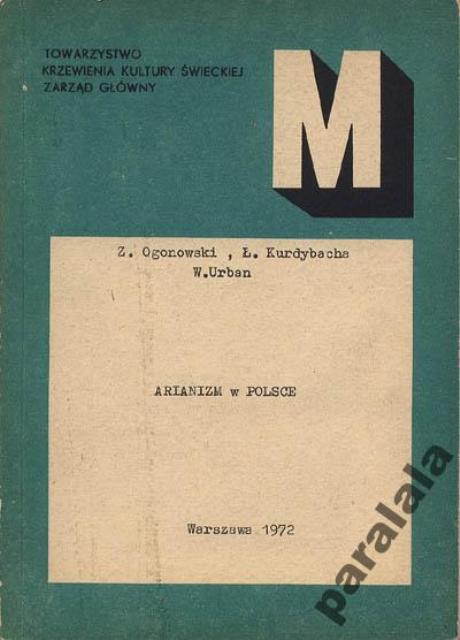 TOWARZYSTWO
KRZEWIENIA KULTURY ŚWIECKIEJ
ZARZĄD GŁÓWNY
M
Z. Ogonowski , Ł. Kurdybacha
W.Urban
ARIANIZM w POLSCE
Warszawa 1972
paralala